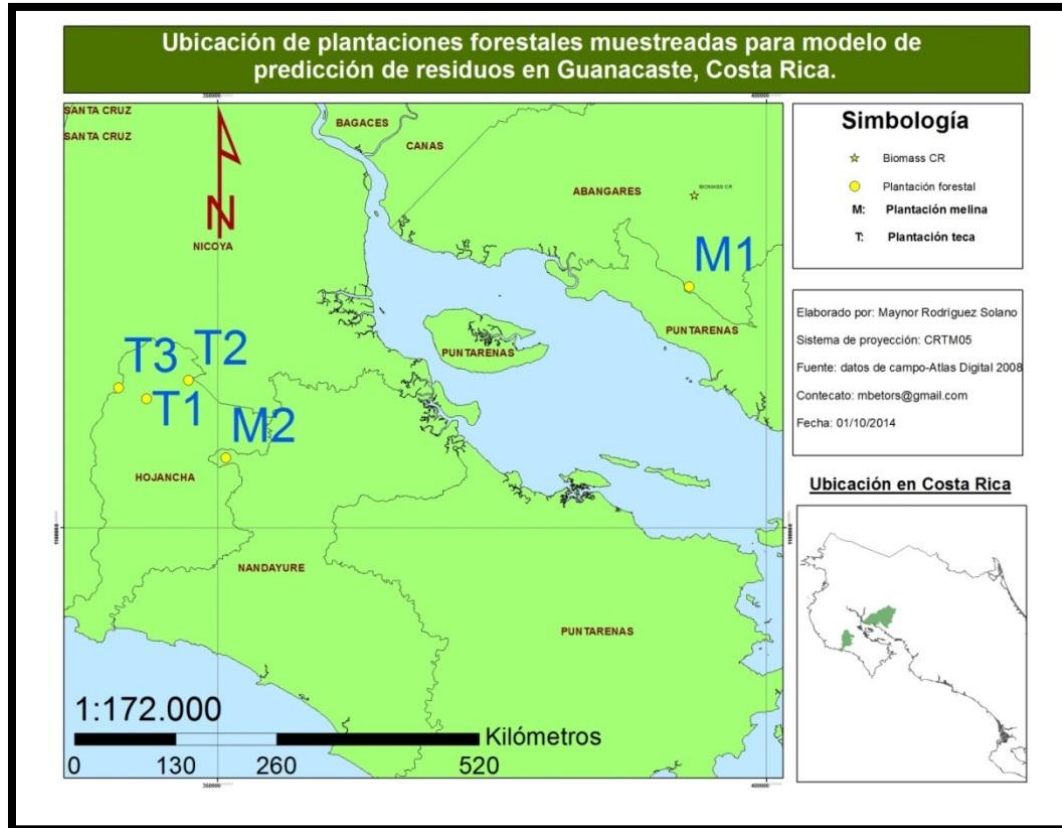 Ubicación de plantaciones forestales muestreadas para modelo de
predicción de residuos en Guanacaste, Costa Rica.
SANTA CRUZ
SANTA CRUZ
BAGACES
CANAS
ABANGARES
BIOMASS CR
N
NICOYA
M1
PUNTARENAS
PUNTARENAS
T3
T2
T1
M2
HOJANCHA
NANDAYURE
PUNTARENAS
1:172.000
Kilómetros
0 130 260 520
Simbología
Biomass CR
Plantación forestal
M: Plantación melina
T: Plantación teca
Elaborado por: Maynor Rodríguez Solano
Sistema de proyección: CRTM05
Fuente: datos de campo-Atlas Digital 2008
Contecato: mbetors@gmail.com
Fecha: 01/10/2014
Ubicación en Costa Rica